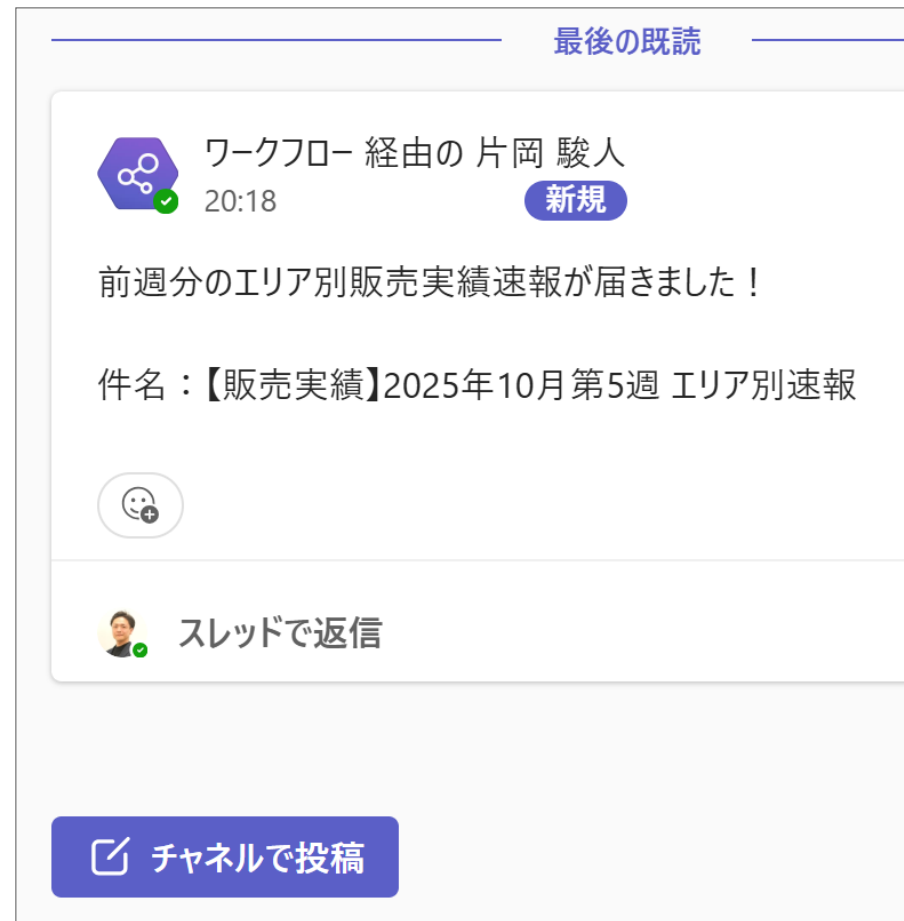 最後の既読
ワークフロー 経由の 片岡 駿人
20:18 新規
前週分のエリア別販売実績速報が届きました！
件名：【販売実績】2025年10月第5週 エリア別速報
スレッドで返信
チャネルで投稿